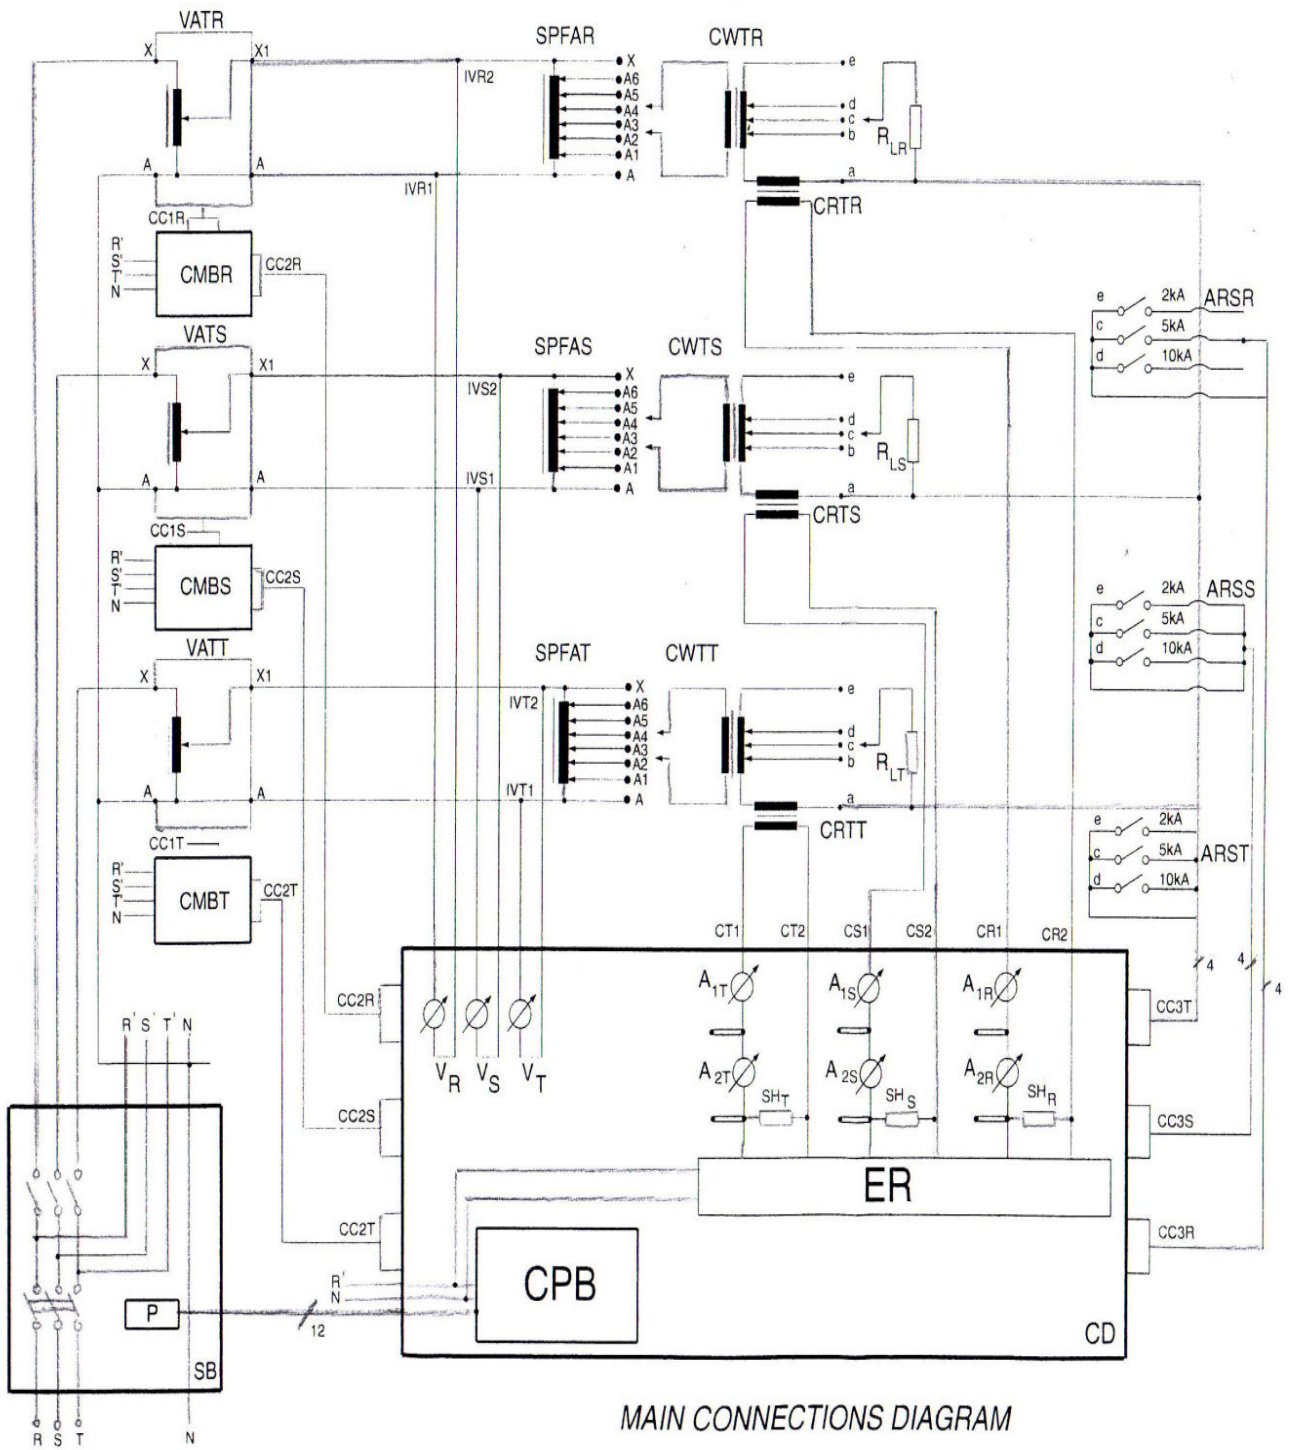 VATR
SPFAR
CWTR
X
X1
IVR2
X
A6
A5
A4
A3
A2
A1
A
e
d
c
b
a
RLR
A
A
IVR1
CRTR
CC1R
R'
S'
T'
N
CMBR
CC2R
e
c
d
2kA
5kA
10kA
ARSR
VATS
SPFAS
CWTS
X
X1
IVS2
X
A6
A5
A4
A3
A2
A1
A
e
d
c
b
a
RLS
A
A
IVS1
CRTS
CC1S
R'
S'
T'
N
CMBS
CC2S
e
c
d
2kA
5kA
10kA
ARSS
VATT
SPFAT
CWTT
X
X1
IVT2
X
A6
A5
A4
A3
A2
A1
A
e
d
c
b
a
RLT
A
A
IVT1
CRTT
CC1T
R'
S'
T'
N
CMBT
CC2T
e
c
d
2kA
5kA
10kA
ARST
CT1
CT2
CS1
CS2
CR1
CR2
4
4
4
R' S' T' N
CC2R
A1T
A1S
A1R
CC3T
VR
VS
VT
A2T
A2S
A2R
SHT
SHS
SHR
CC2S
CC3S
ER
CC2T
CC3R
R'
N
CPB
P
12
SB
CD
R S T N
MAIN CONNECTIONS DIAGRAM